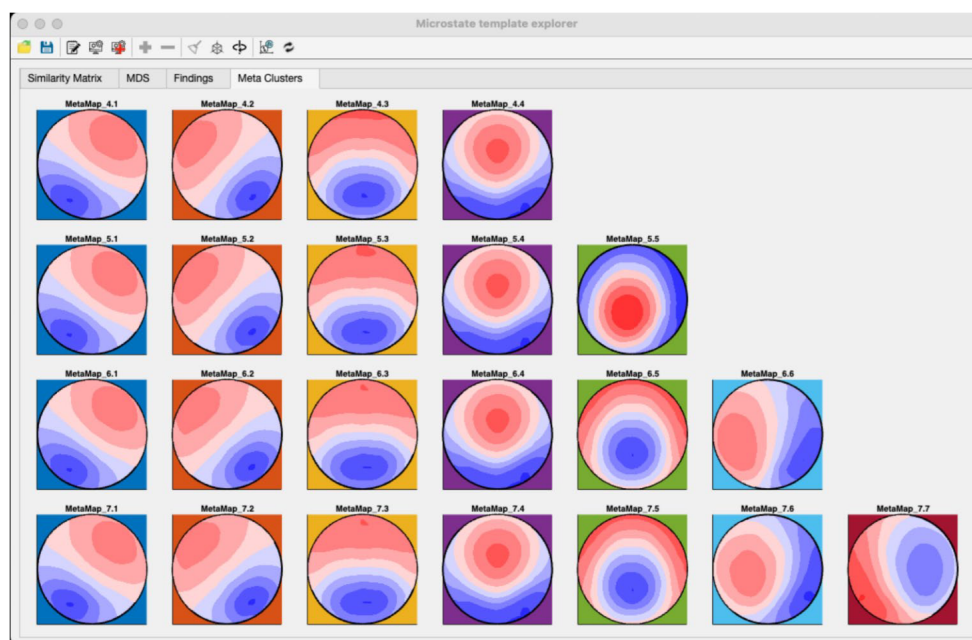 Microstate template explorer
Similarity Matrix MDS Findings Meta Clusters
MetaMap_4.1 MetaMap_4.2 MetaMap_4.3 MetaMap_4.4
MetaMap_5.1 MetaMap_5.2 MetaMap_5.3 MetaMap_5.4 MetaMap_5.5
MetaMap_6.1 MetaMap_6.2 MetaMap_6.3 MetaMap_6.4 MetaMap_6.5 MetaMap_6.6
MetaMap_7.1 MetaMap_7.2 MetaMap_7.3 MetaMap_7.4 MetaMap_7.5 MetaMap_7.6 MetaMap_7.7